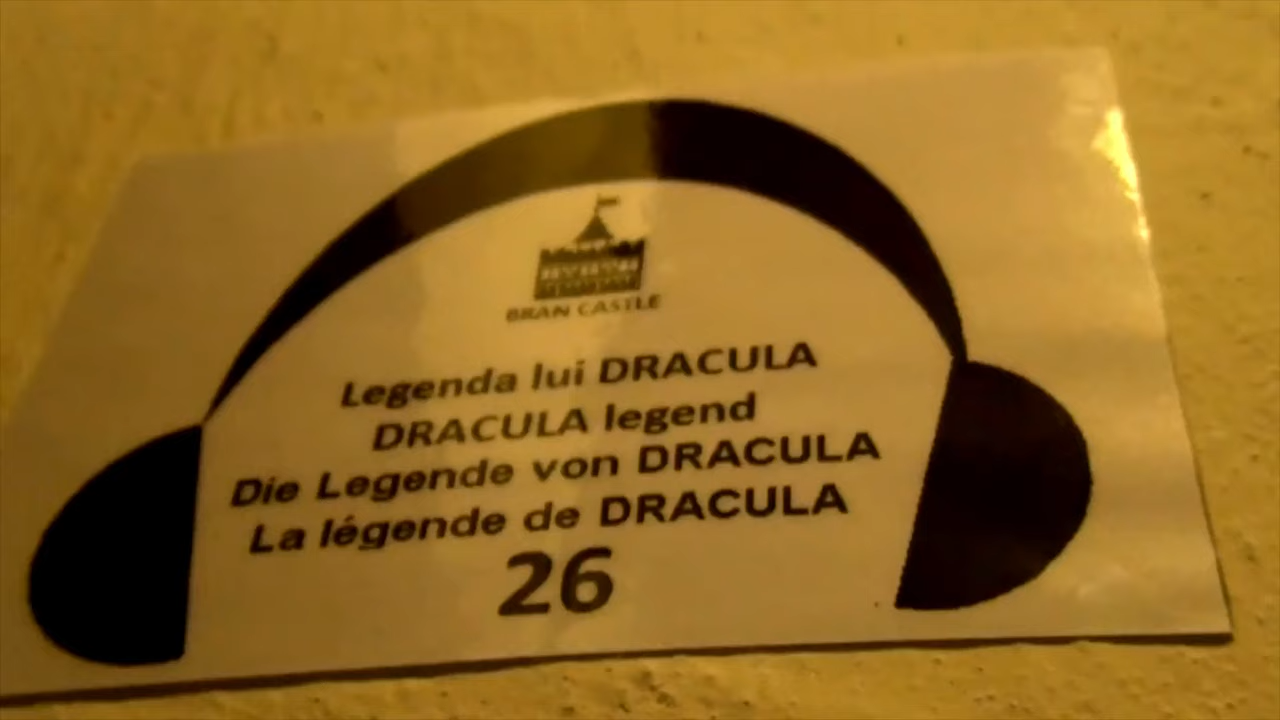 BRAN CASTLE
Legenda lui DRACULA
DRACULA legend
Die Legende von DRACULA
La légende de DRACULA
26